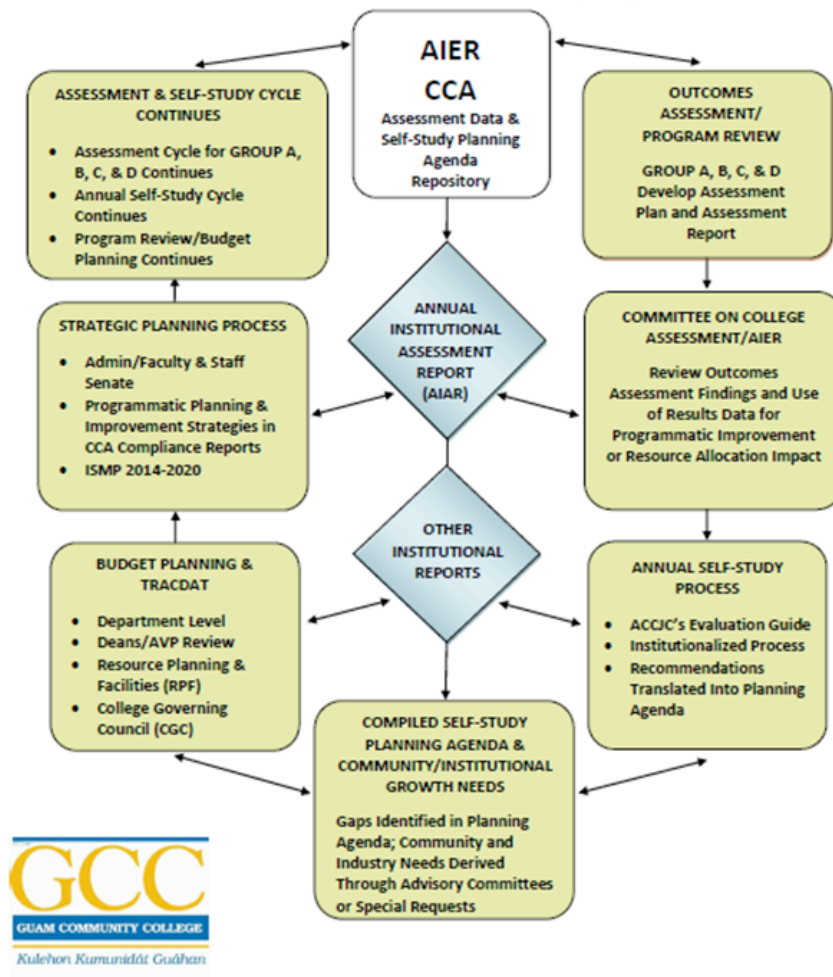 AIER
CCA
Assessment Data &
Self-Study Planning
Agenda
Repository
ASSESSMENT & SELF-STUDY CYCLE
CONTINUES
• Assessment Cycle for GROUP A,
B, C, & D Continues
• Annual Self-Study Cycle
Continues
• Program Review/Budget
Planning Continues
OUTCOMES
ASSESSMENT/
PROGRAM REVIEW
GROUP A, B, C, & D
Develop Assessment
Plan and Assessment
Report
ANNUAL
INSTITUTIONAL
ASSESSMENT
REPORT
(AIAR)
STRATEGIC PLANNING PROCESS
• Admin/Faculty & Staff
Senate
• Programmatic Planning &
Improvement Strategies in
CCA Compliance Reports
• ISMP 2014-2020
COMMITTEE ON COLLEGE
ASSESSMENT/AIER
Review Outcomes
Assessment Findings and Use
of Results Data for
Programmatic Improvement
or Resource Allocation Impact
OTHER
INSTITUTIONAL
REPORTS
BUDGET PLANNING &
TRACDAT
• Department Level
• Deans/AVP Review
• Resource Planning &
Facilities (RPF)
• College Governing
Council (CGC)
ANNUAL SELF-STUDY
PROCESS
• ACCJC's Evaluation Guide
• Institutionalized Process
• Recommendations
Translated Into Planning
Agenda
COMPILED SELF-STUDY
PLANNING AGENDA &
COMMUNITY/INSTITUTIONAL
GROWTH NEEDS
Gaps Identified in Planning
Agenda; Community and
Industry Needs Derived
Through Advisory Committees
or Special Requests
GCC
GUAM COMMUNITY COLLEGE
Kulehon Kumunidåt Guåhan